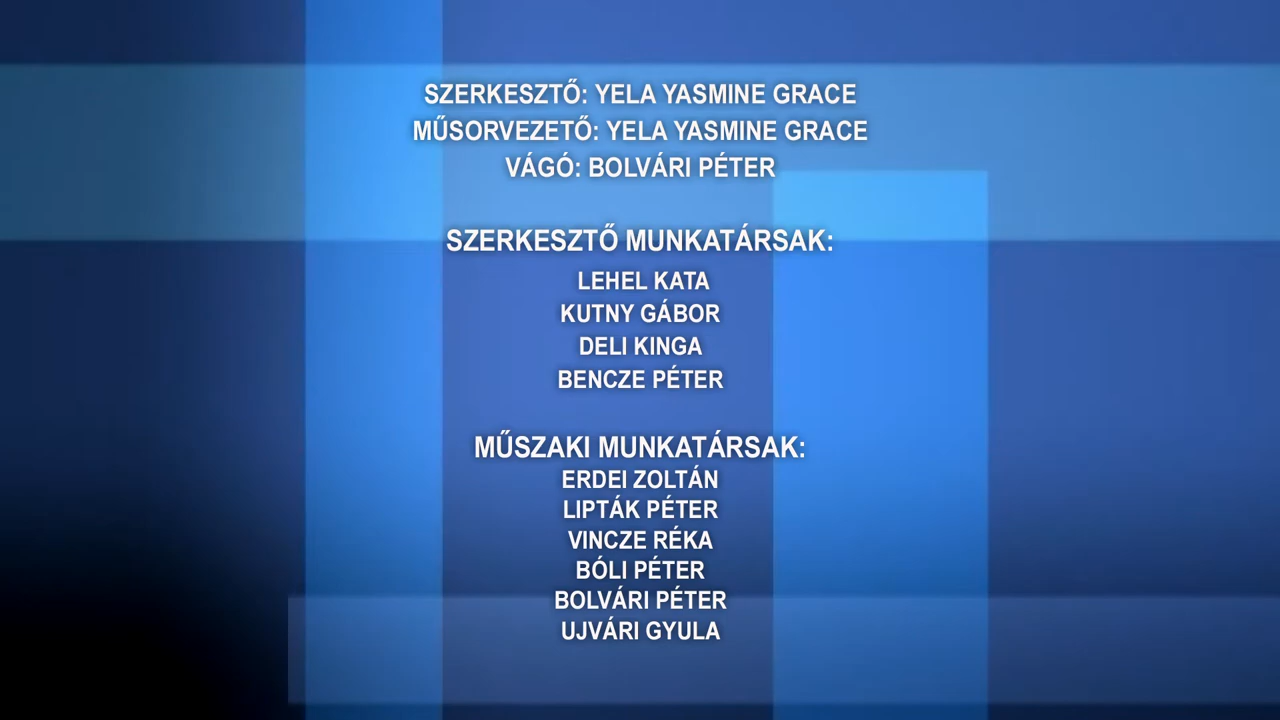 SZERKESZTŐ: YELA YASMINE GRACE
MŰSORVEZETŐ: YELA YASMINE GRACE
VÁGÓ: BOLVÁRI PÉTER
SZERKESZTŐ MUNKATÁRSAK:
LEHEL KATA
KUTNY GÁBOR
DELI KINGA
BENCZE PÉTER
MŰSZAKI MUNKATÁRSAK:
ERDEI ZOLTÁN
LIPTÁK PÉTER
VINCZE RÉKA
BÓLI PÉTER
BOLVÁRI PÉTER
UJVÁRI GYULA